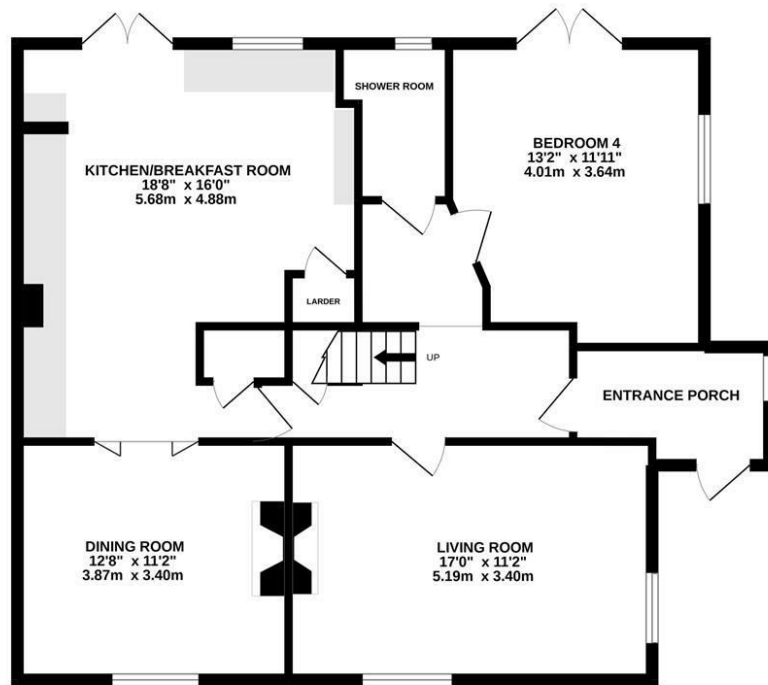 SHOWER ROOM
BEDROOM 4
13'2" x 11'11"
4.01m x 3.64m
KITCHEN/BREAKFAST ROOM
18'8" x 16'0"
5.68m x 4.88m
LARDER
UP
ENTRANCE PORCH
DINING ROOM
12'8" x 11'2"
3.87m x 3.40m
LIVING ROOM
17'0" x 11'2"
5.19m x 3.40m